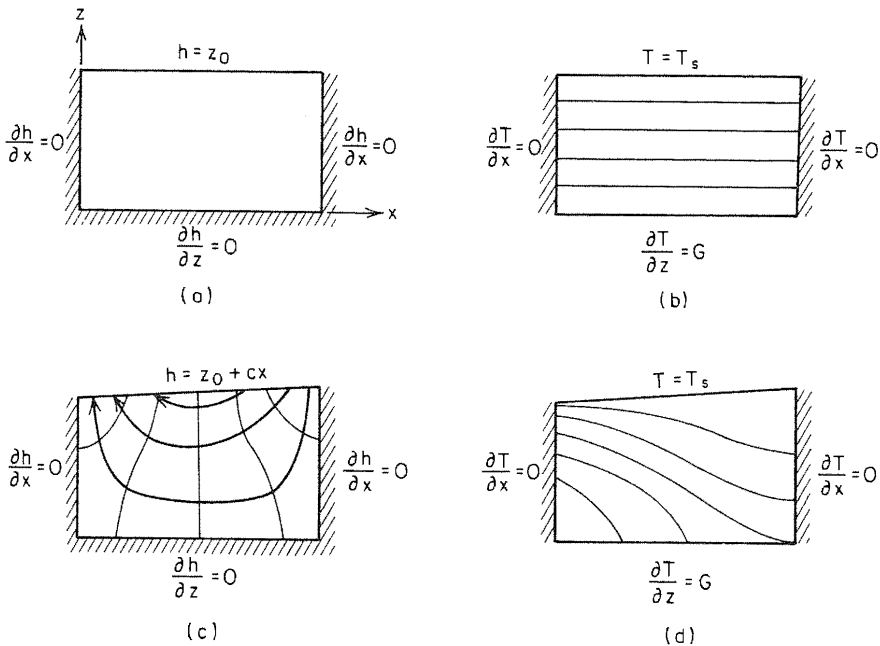 z
h = z₀
∂h/∂x = 0
∂h/∂x = 0
x
∂h/∂z = 0
(a)
T = Tₛ
∂T/∂x = 0
∂T/∂x = 0
∂T/∂z = G
(b)
h = z₀ + cx
∂h/∂x = 0
∂h/∂x = 0
∂h/∂z = 0
(c)
T = Tₛ
∂T/∂x = 0
∂T/∂x = 0
∂T/∂z = G
(d)